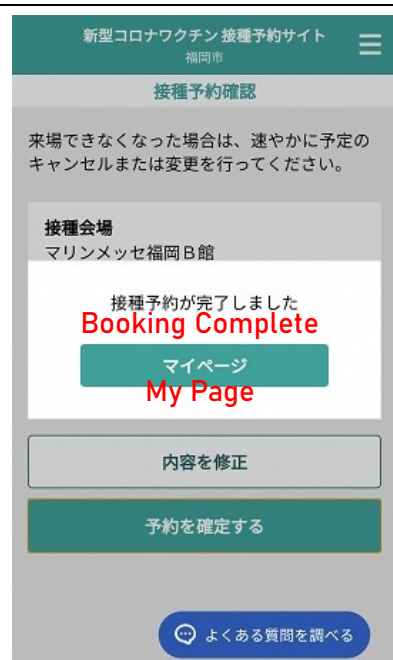 新型コロナワクチン 接種予約サイト
福岡市
接種予約確認
来場できなくなった場合は、速やかに予定の
キャンセルまたは変更を行ってください。
接種会場
マリンメッセ福岡Ｂ館
接種予約が完了しました
Booking Complete
マイページ
My Page
内容を修正
予約を確定する
よくある質問を調べる